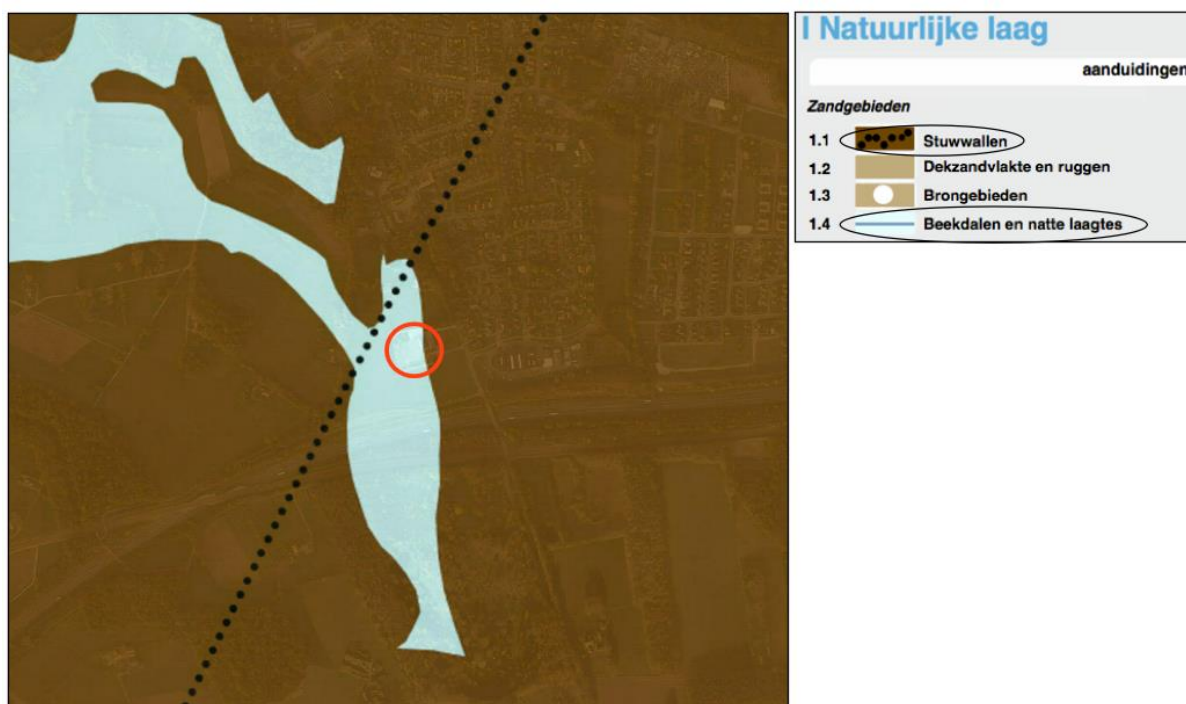 I Natuurlijke laag
aanduidingen
Zandgebieden
1.1 Stuwwallen
1.2 Dekzandvlakte en ruggen
1.3 Brongebieden
1.4 Beekdalen en natte laagtes